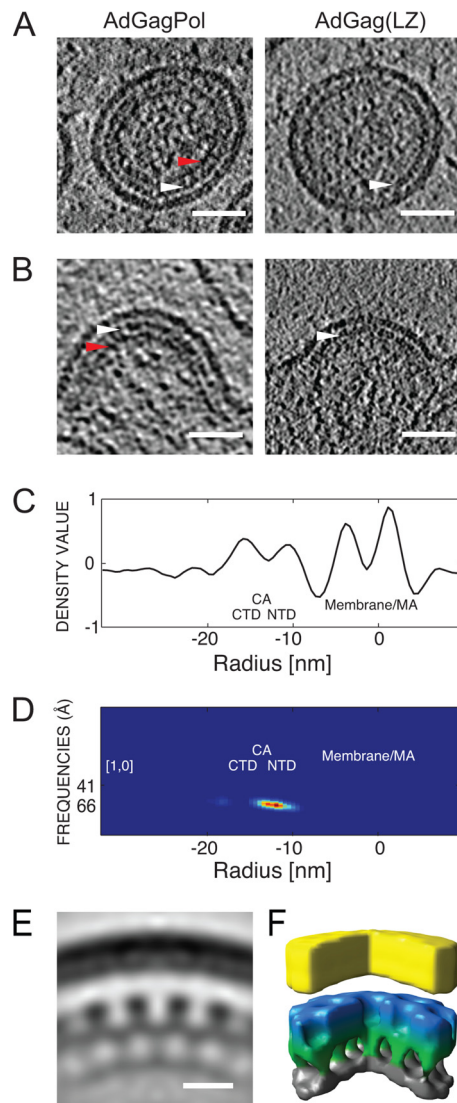 A
AdGagPol
AdGag(LZ)
B
C
DENSITY VALUE
1
0
-1
CA
CTD NTD
Membrane/MA
-20
-10
0
Radius [nm]
D
FREQUENCIES (Å)
[1,0]
41
66
CA
CTD NTD
Membrane/MA
-20
-10
0
Radius [nm]
E
F